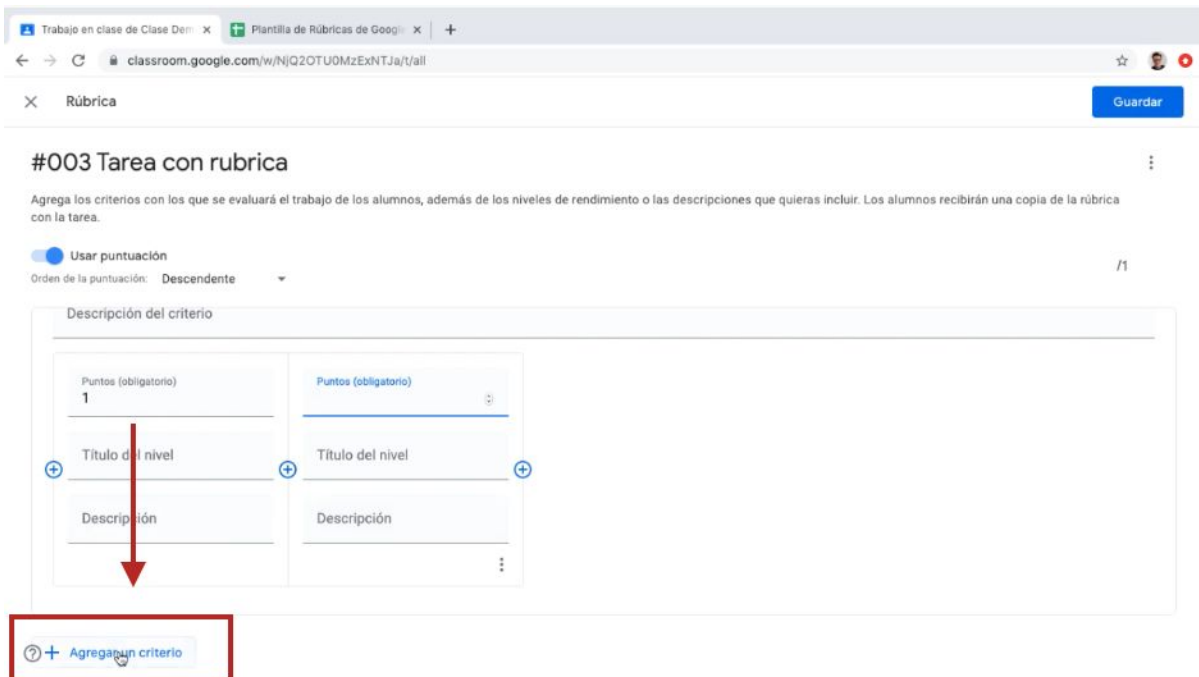 Trabajo en clase de Clase Dem
Plantilla de Rúbricas de Googl
classroom.google.com/w/NjQ2OTU0MzExNTJa/t/all
Rúbrica
Guardar
#003 Tarea con rubrica
Agrega los criterios con los que se evaluará el trabajo de los alumnos, además de los niveles de rendimiento o las descripciones que quieras incluir. Los alumnos recibirán una copia de la rúbrica
con la tarea.
Usar puntuación
/1
Orden de la puntuación: Descendente
Descripción del criterio
Puntos (obligatorio) Puntos (obligatorio)
1
Título del nivel Título del nivel
Descripción Descripción
Agregar un criterio